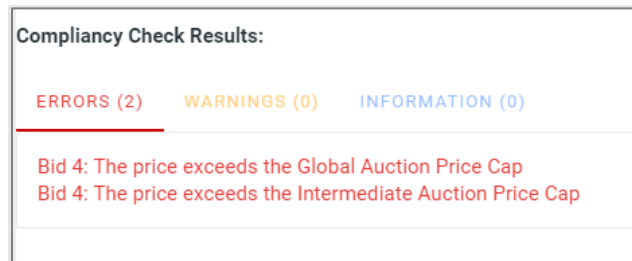 Compliancy Check Results:
ERRORS (2) WARNINGS (0) INFORMATION (0)
Bid 4: The price exceeds the Global Auction Price Cap
Bid 4: The price exceeds the Intermediate Auction Price Cap